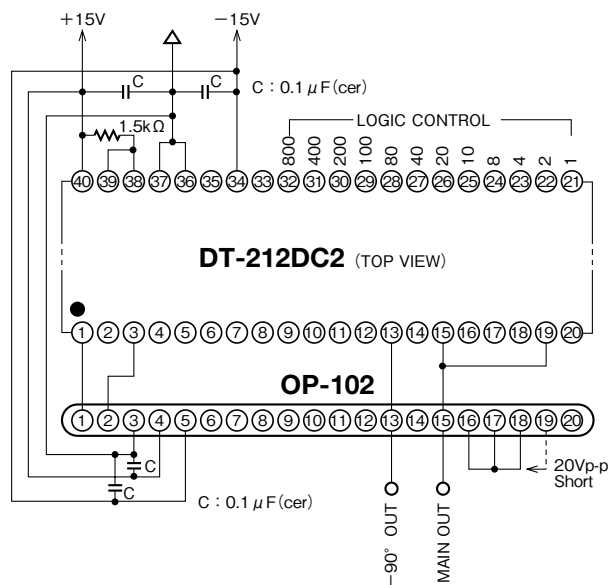 +15V −15V
C C C : 0.1 μF (cer)
1.5kΩ
LOGIC CONTROL
800 400 200 100 80 40 20 10 8 4 2 1
40 39 38 37 36 35 34 33 32 31 30 29 28 27 26 25 24 23 22 21
DT-212DC2 (TOP VIEW)
1 2 3 4 5 6 7 8 9 10 11 12 13 14 15 16 17 18 19 20
OP-102
1 2 3 4 5 6 7 8 9 10 11 12 13 14 15 16 17 18 19 20
C
C
C : 0.1 μF (cer)
20Vp-p
Short
−90° OUT
MAIN OUT